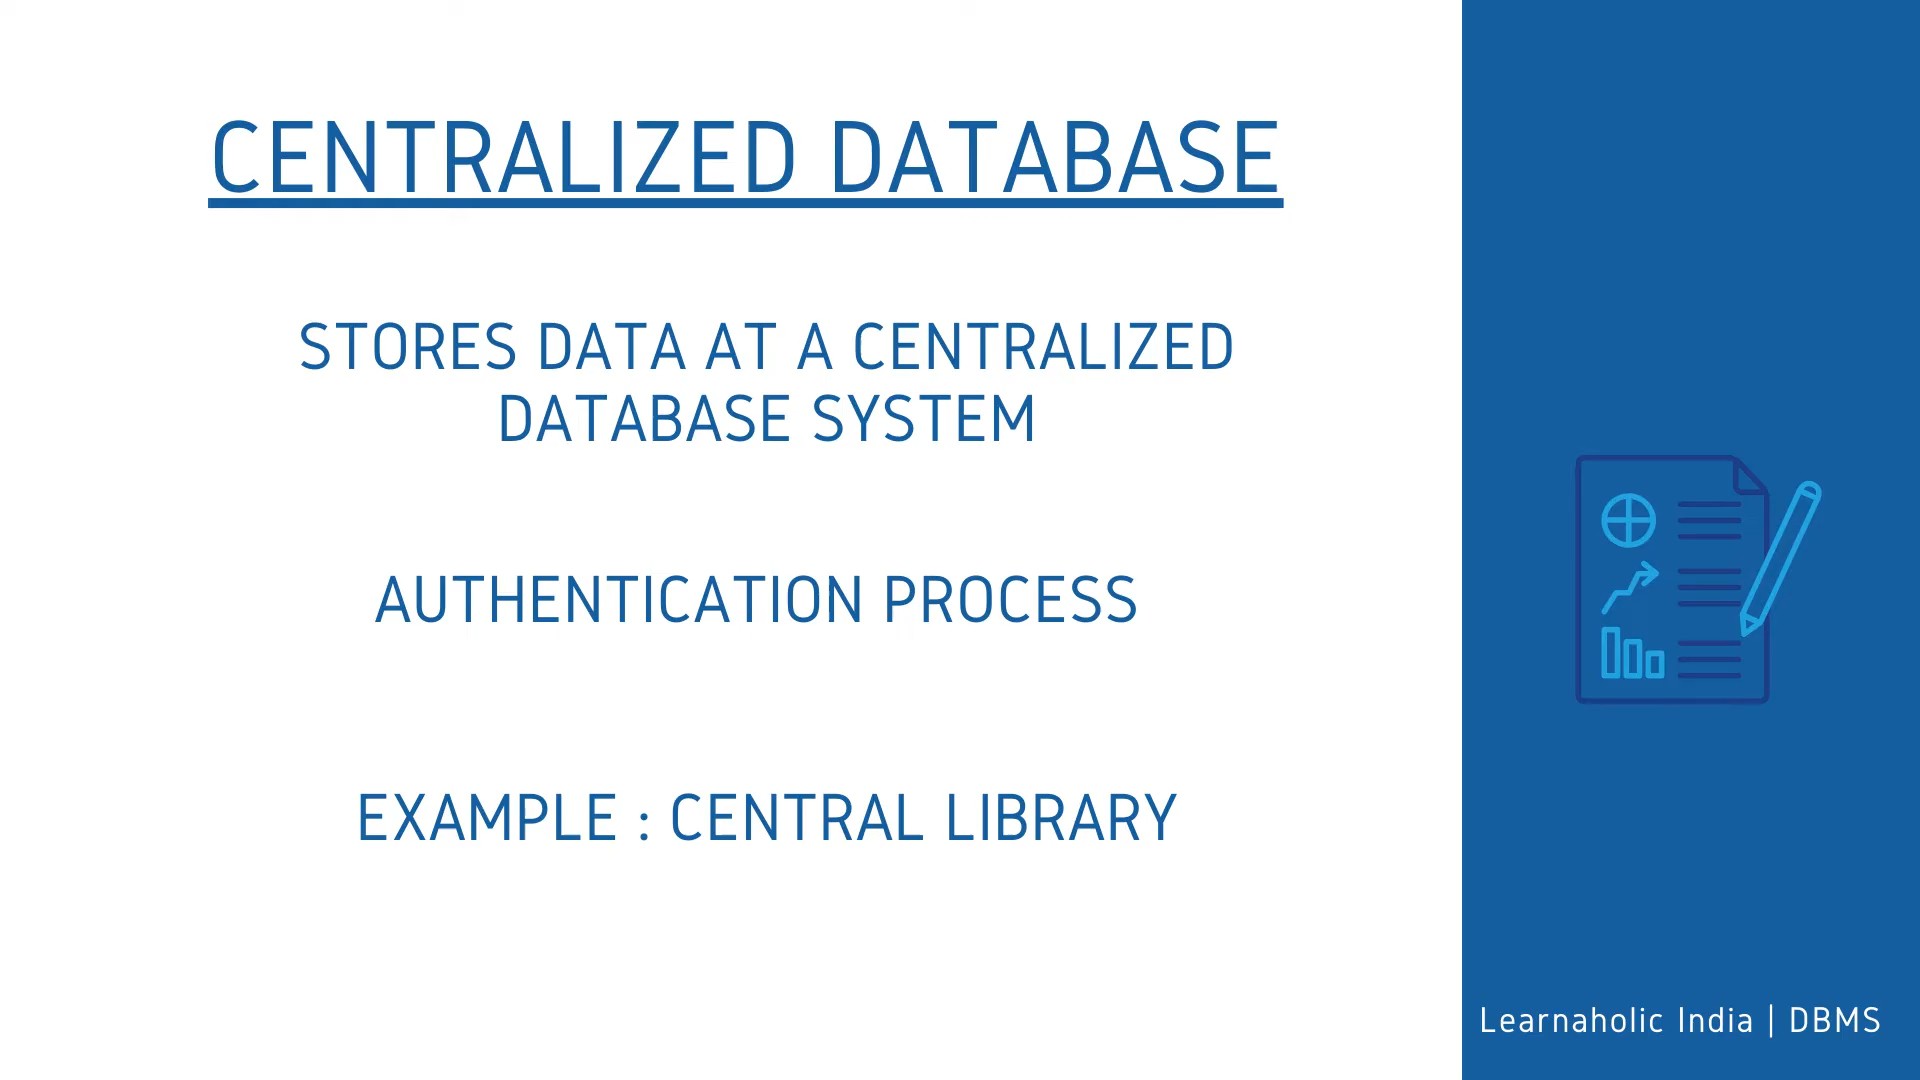 CENTRALIZED DATABASE
STORES DATA AT A CENTRALIZED
DATABASE SYSTEM
AUTHENTICATION PROCESS
EXAMPLE : CENTRAL LIBRARY
Learnaholic India | DBMS